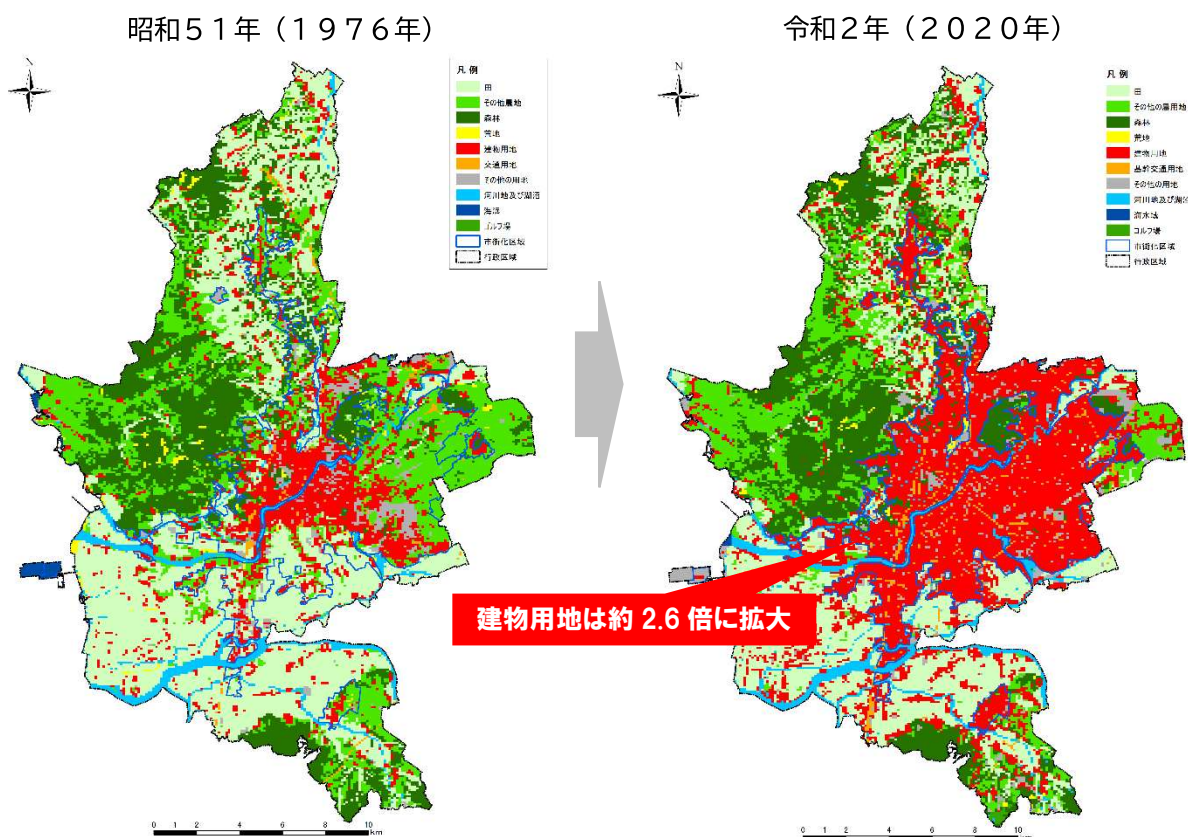 昭和５１年（１９７６年）
令和２年（２０２０年）
N
凡 例
田
その他農地
森林
荒地
建物用地
交通用地
その他の用地
河川地及び湖沼
海浜
ゴルフ場
市街化区域
行政区域
N
凡 例
田
その他の農用地
森林
荒地
建物用地
基幹交通用地
その他の用地
河川地及び湖沼
海水域
ゴルフ場
市街化区域
行政区域
建物用地は約 2.6 倍に拡大
0 1 2 4 6 8 10
km
0 1 2 4 6 8 10